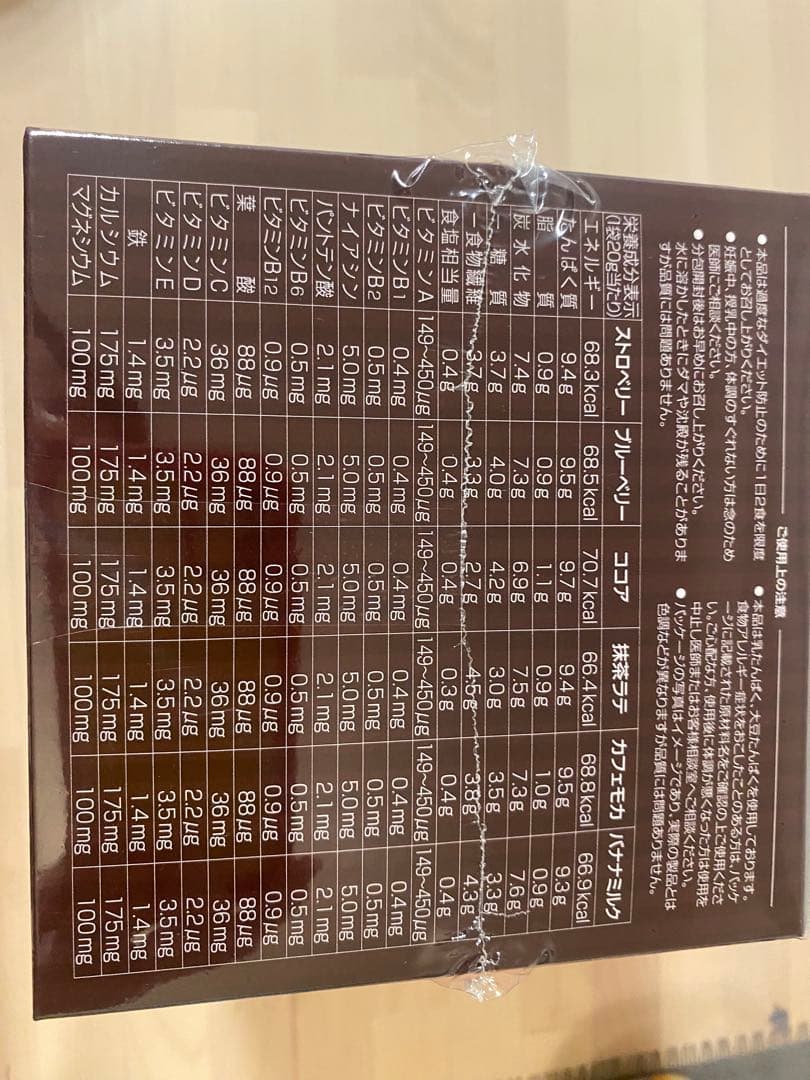 ご使用上の注意
●本品は過度なダイエット防止のために1日2食を限度
としてお召し上がりください。
●妊娠中、授乳中の方、体調のすぐれない方は念のため
医師にご相談ください。
●分包開封後はお早めにお召し上がりください。
水に溶かしたときにダマや沈殿が残ることがありま
すが品質には問題ありません。
●本品は乳たんぱく、大豆たんぱくを使用しております。
食物アレルギー症状をおこしたことのある方は、パッケ
ージに記載された原材料名をご確認の上ご使用くださ
い。ご心配な方、使用後に体調が悪くなった方は使用を
中止し医師またはお客様相談室へご相談ください。
●パッケージの写真はイメージであり、実際の製品とは
色調などが異なりますが品質には問題ありません。
栄養成分表示(1袋20g当たり) ストロベリー ブルーベリー ココア 抹茶ラテ カフェモカ バナナミルク
エネルギー 68.3kcal 68.5kcal 70.7kcal 66.4kcal 68.8kcal 66.9kcal
たんぱく質 9.4g 9.5g 9.7g 9.4g 9.5g 9.3g
脂質 0.9g 0.9g 1.1g 0.9g 1.0g 0.9g
炭水化物 7.4g 7.3g 6.9g 7.5g 7.3g 7.6g
糖質 3.7g 4.0g 4.2g 3.0g 3.5g 3.3g
食物繊維 3.7g 3.3g 2.7g 4.5g 3.8g 4.3g
食塩相当量 0.4g 0.4g 0.4g 0.3g 0.4g 0.4g
ビタミンA 149~450μg 149~450μg 149~450μg 149~450μg 149~450μg 149~450μg
ビタミンB1 0.4mg 0.4mg 0.4mg 0.4mg 0.4mg 0.4mg
ビタミンB2 0.5mg 0.5mg 0.5mg 0.5mg 0.5mg 0.5mg
ナイアシン 5.0mg 5.0mg 5.0mg 5.0mg 5.0mg 5.0mg
パントテン酸 2.1mg 2.1mg 2.1mg 2.1mg 2.1mg 2.1mg
ビタミンB6 0.5mg 0.5mg 0.5mg 0.5mg 0.5mg 0.5mg
ビタミンB12 0.9μg 0.9μg 0.9μg 0.9μg 0.9μg 0.9μg
葉酸 88μg 88μg 88μg 88μg 88μg 88μg
ビタミンC 36mg 36mg 36mg 36mg 36mg 36mg
ビタミンD 2.2μg 2.2μg 2.2μg 2.2μg 2.2μg 2.2μg
ビタミンE 3.5mg 3.5mg 3.5mg 3.5mg 3.5mg 3.5mg
鉄 1.4mg 1.4mg 1.4mg 1.4mg 1.4mg 1.4mg
カルシウム 175mg 175mg 175mg 175mg 175mg 175mg
マグネシウム 100mg 100mg 100mg 100mg 100mg 100mg